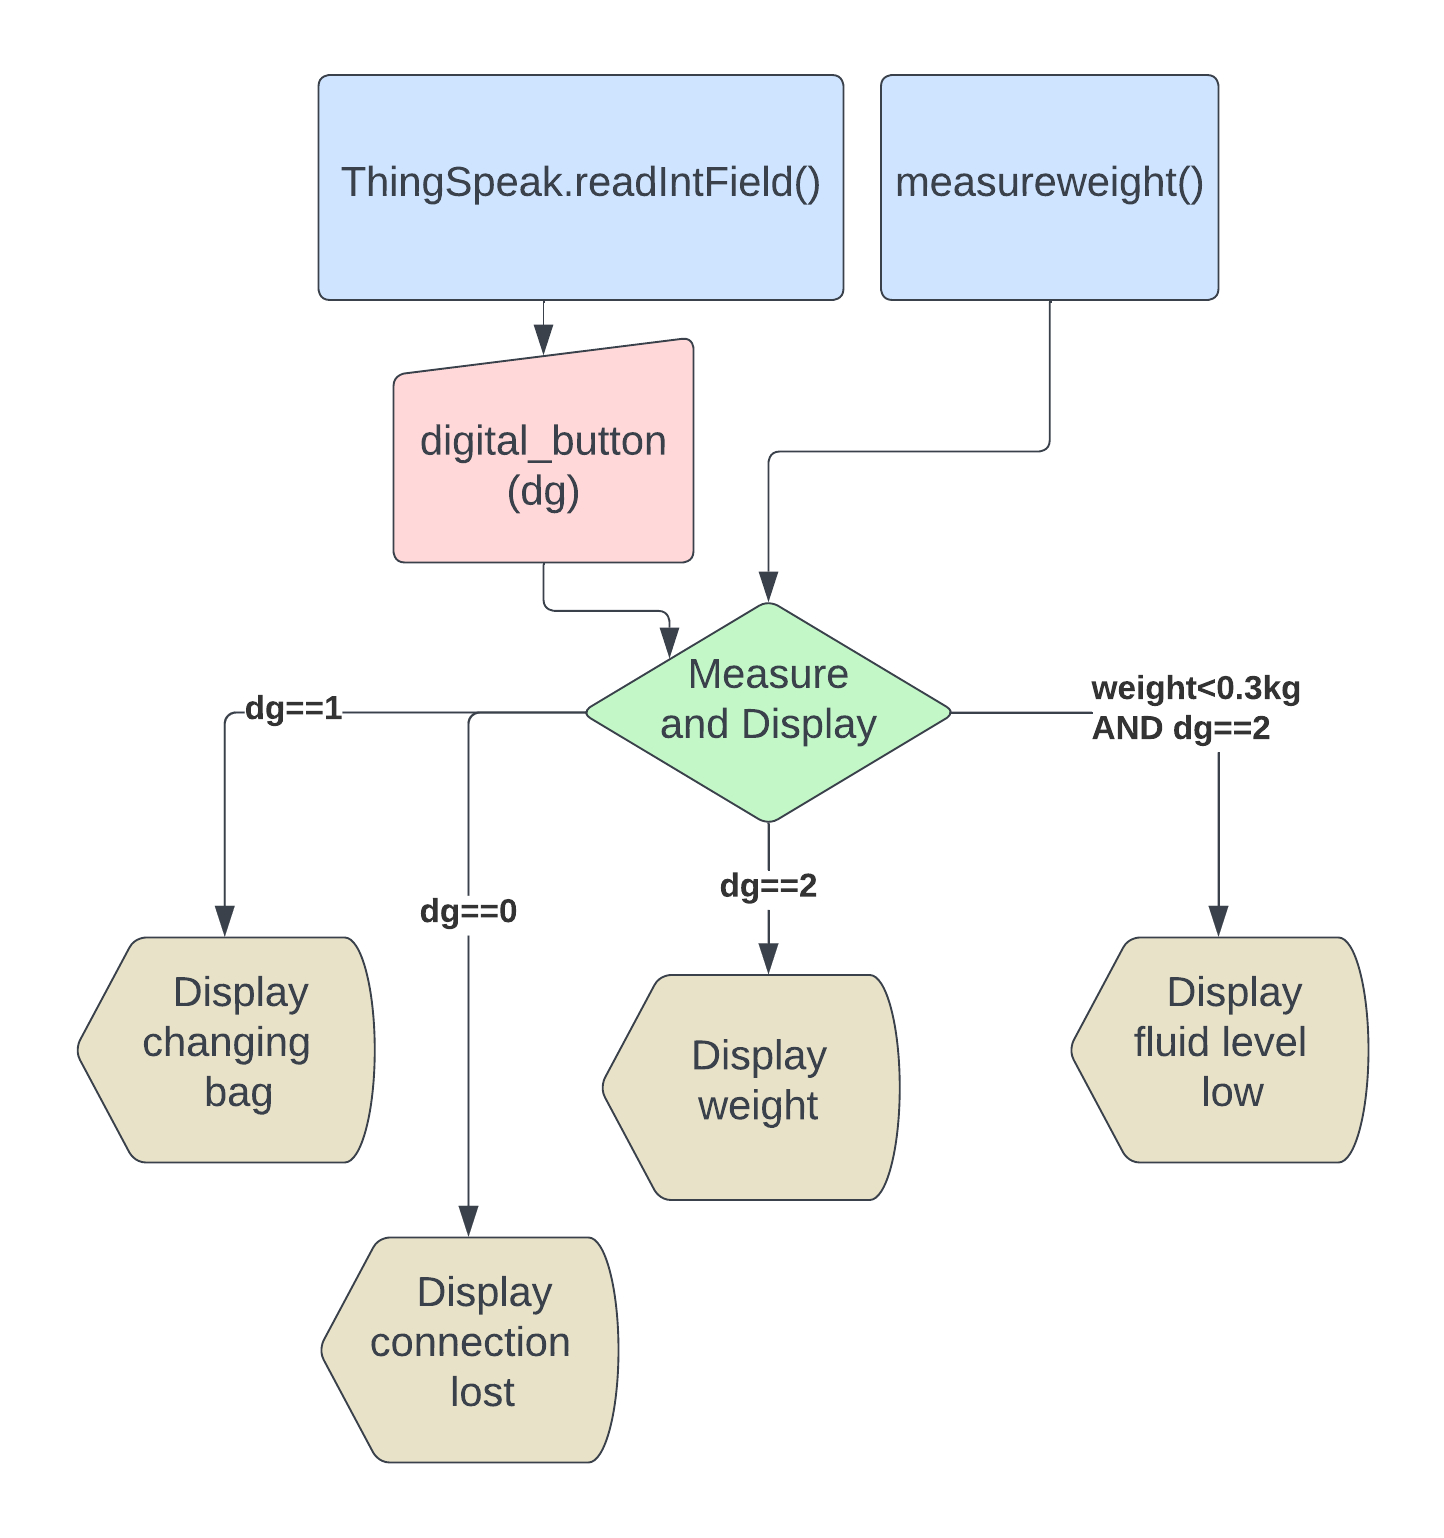 ThingSpeak.readIntField()
measureweight()
digital_button
(dg)
Measure
and Display
dg==1
weight<0.3kg
AND dg==2
dg==0
dg==2
Display
changing
bag
Display
weight
Display
fluid level
low
Display
connection
lost